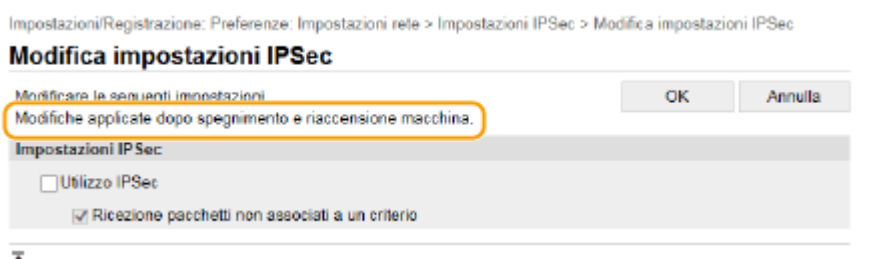 Impostazioni/Registrazione: Preferenze: Impostazioni rete > Impostazioni IPSec > Modifica impostazioni IPSec
Modifica impostazioni IPSec
Modificare le seguenti impostazioni
OK
Annulla
Modifiche applicate dopo spegnimento e riaccensione macchina.
Impostazioni IPSec
Utilizzo IPSec
Ricezione pacchetti non associati a un criterio